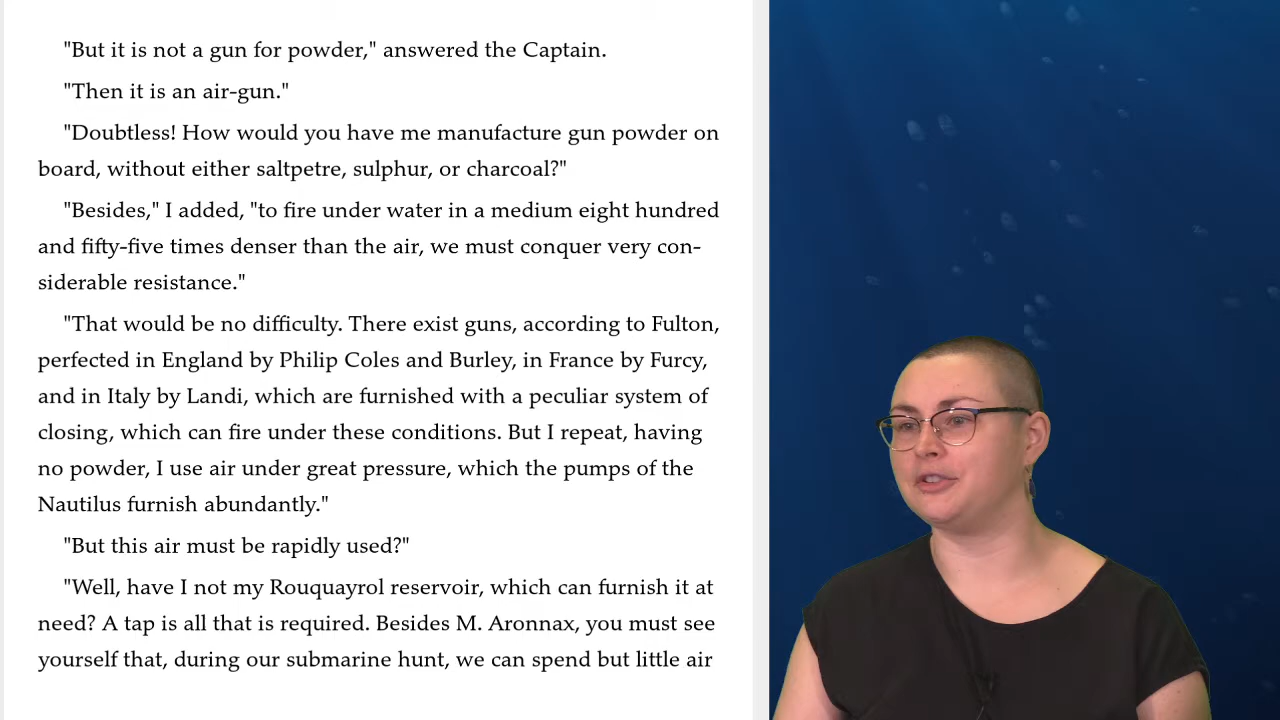 "But it is not a gun for powder," answered the Captain.
"Then it is an air-gun."
"Doubtless! How would you have me manufacture gun powder on
board, without either saltpetre, sulphur, or charcoal?"
"Besides," I added, "to fire under water in a medium eight hundred
and fifty-five times denser than the air, we must conquer very con-
siderable resistance."
"That would be no difficulty. There exist guns, according to Fulton,
perfected in England by Philip Coles and Burley, in France by Furcy,
and in Italy by Landi, which are furnished with a peculiar system of
closing, which can fire under these conditions. But I repeat, having
no powder, I use air under great pressure, which the pumps of the
Nautilus furnish abundantly."
"But this air must be rapidly used?"
"Well, have I not my Rouquayrol reservoir, which can furnish it at
need? A tap is all that is required. Besides M. Aronnax, you must see
yourself that, during our submarine hunt, we can spend but little air